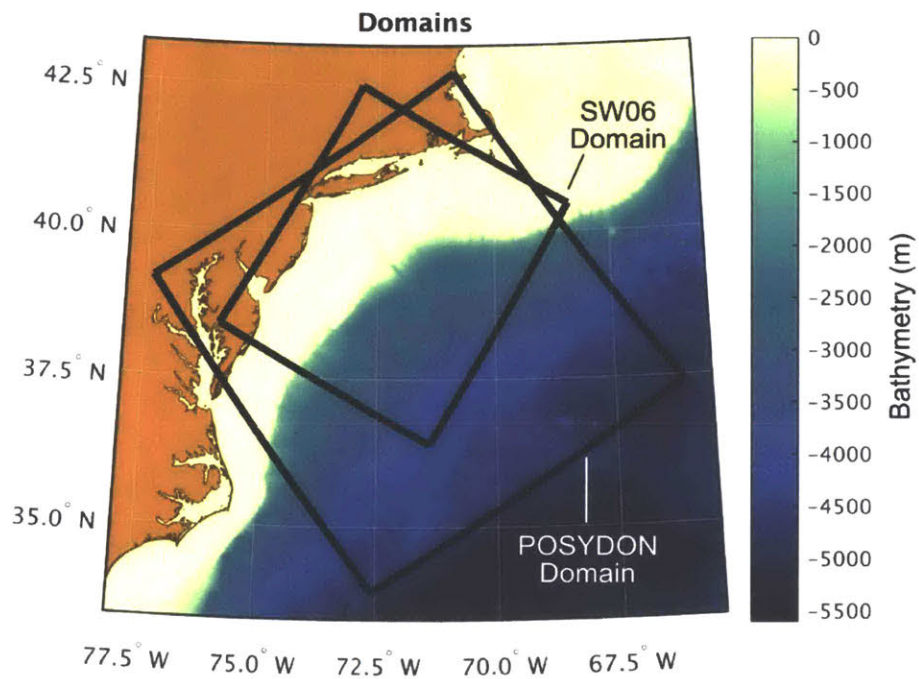 Domains
42.5° N
40.0° N
37.5° N
35.0° N
77.5° W
75.0° W
72.5° W
70.0° W
67.5° W
SW06
Domain
POSYDON
Domain
0
-500
-1000
-1500
-2000
-2500
-3000
-3500
-4000
-4500
-5000
-5500
Bathymetry (m)